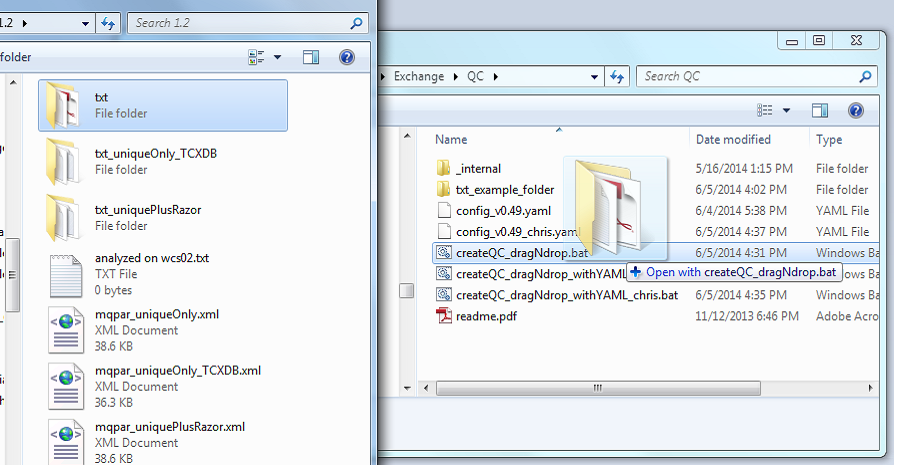 1.2
Search 1.2
folder
txt
File folder
txt_uniqueOnly_TCXDB
File folder
txt_uniquePlusRazor
File folder
analyzed on wcs02.txt
TXT File
0 bytes
mqpar_uniqueOnly.xml
XML Document
38.6 KB
mqpar_uniqueOnly_TCXDB.xml
XML Document
36.3 KB
mqpar_uniquePlusRazor.xml
XML Document
38.6 KB
Exchange QC
Search QC
Name Date modified Type
_internal 5/16/2014 1:15 PM File folder
txt_example_folder 6/5/2014 4:02 PM File folder
config_v0.49.yaml 6/4/2014 5:38 PM YAML File
config_v0.49_chris.yaml 6/5/2014 4:37 PM YAML File
createQC_dragNdrop.bat 6/5/2014 4:31 PM Windows Ba
createQC_dragNdrop_withYAML
Open with createQC_dragNdrop.bat
createQC_dragNdrop_withYAML_chris.bat 6/5/2014 4:35 PM Windows Ba
readme.pdf 11/12/2013 6:46 PM Adobe Acro